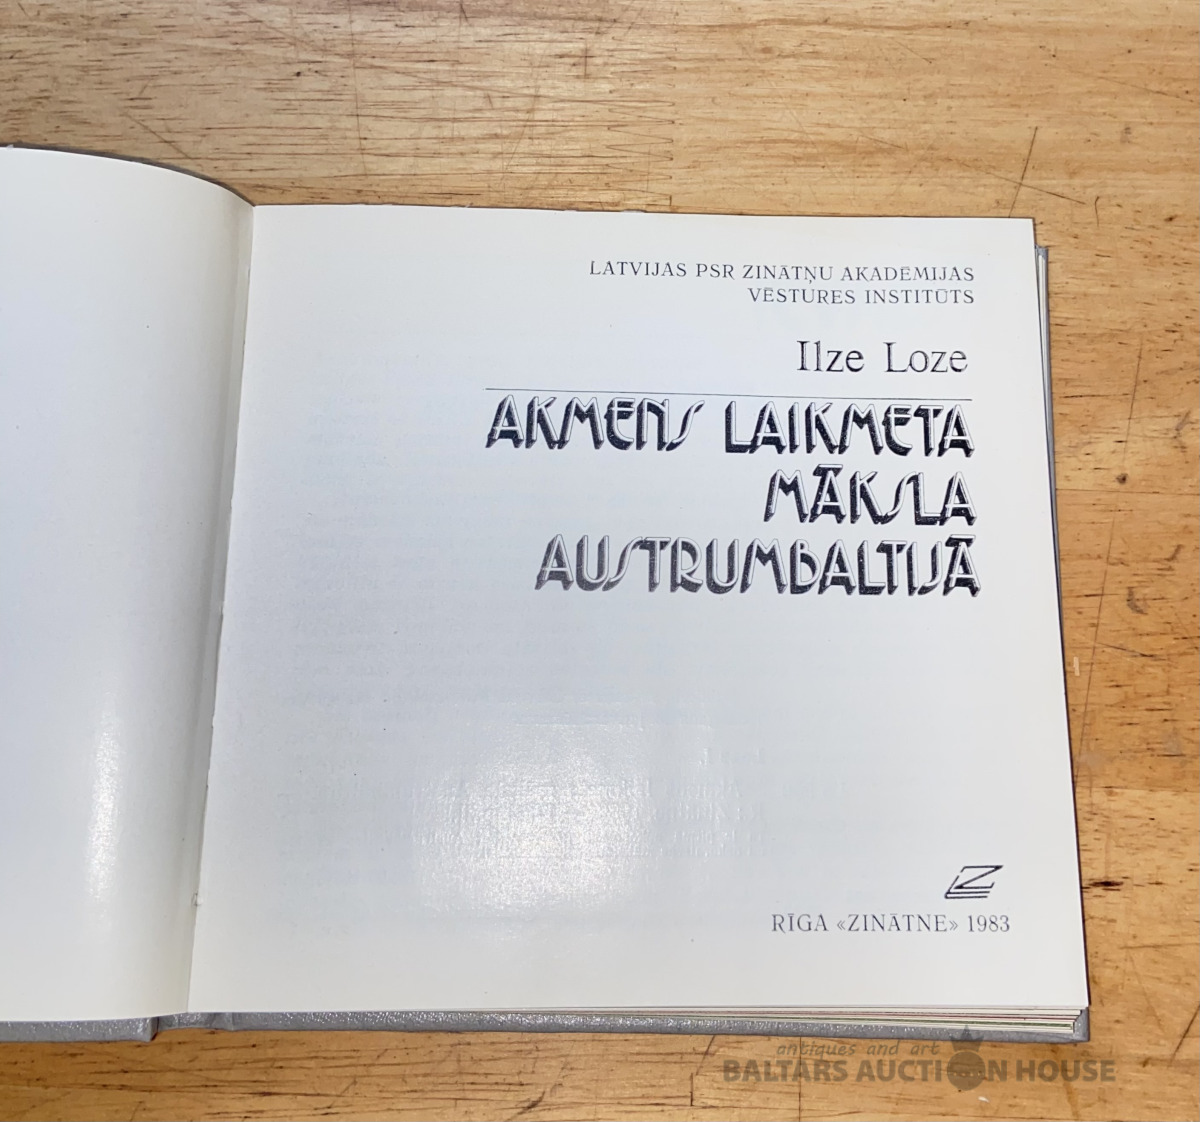 LATVIJAS PSR ZINĀTŅU AKADĒMIJAS
VĒSTURES INSTITŪTS
Ilze Loze
AKMENS LAIKMETA
MĀKSLA
AUSTRUMBALTIJĀ
Z
RĪGA «ZINĀTNE» 1983
antiques and art
BALTARS AUCTION HOUSE